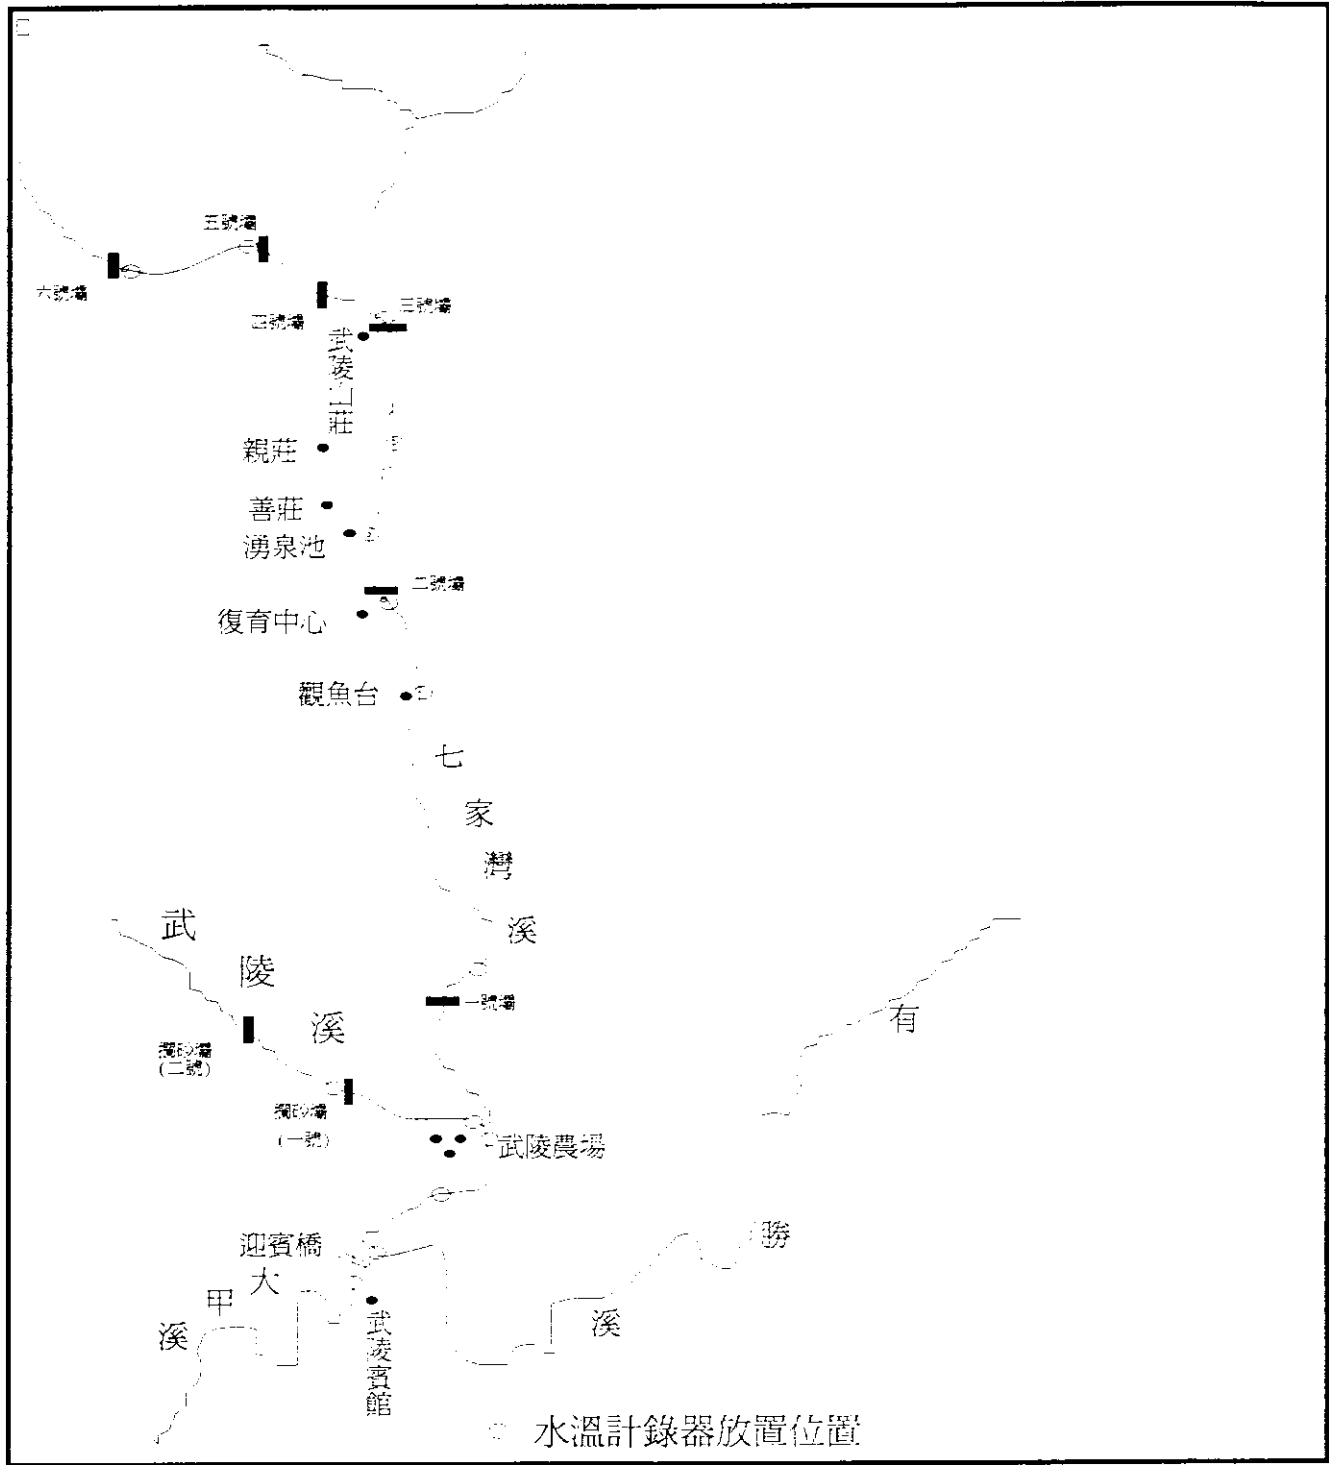 五號壩
六號壩
三號壩
四號壩
武陵山莊
親莊
善莊
湧泉池
二號壩
復育中心
觀魚台
七家灣溪
武陵溪
一號壩
有勝溪
攔砂壩
(二號)
攔砂壩
(一號)
武陵農場
迎賓橋
大甲溪
武陵賓館
水溫計錄器放置位置